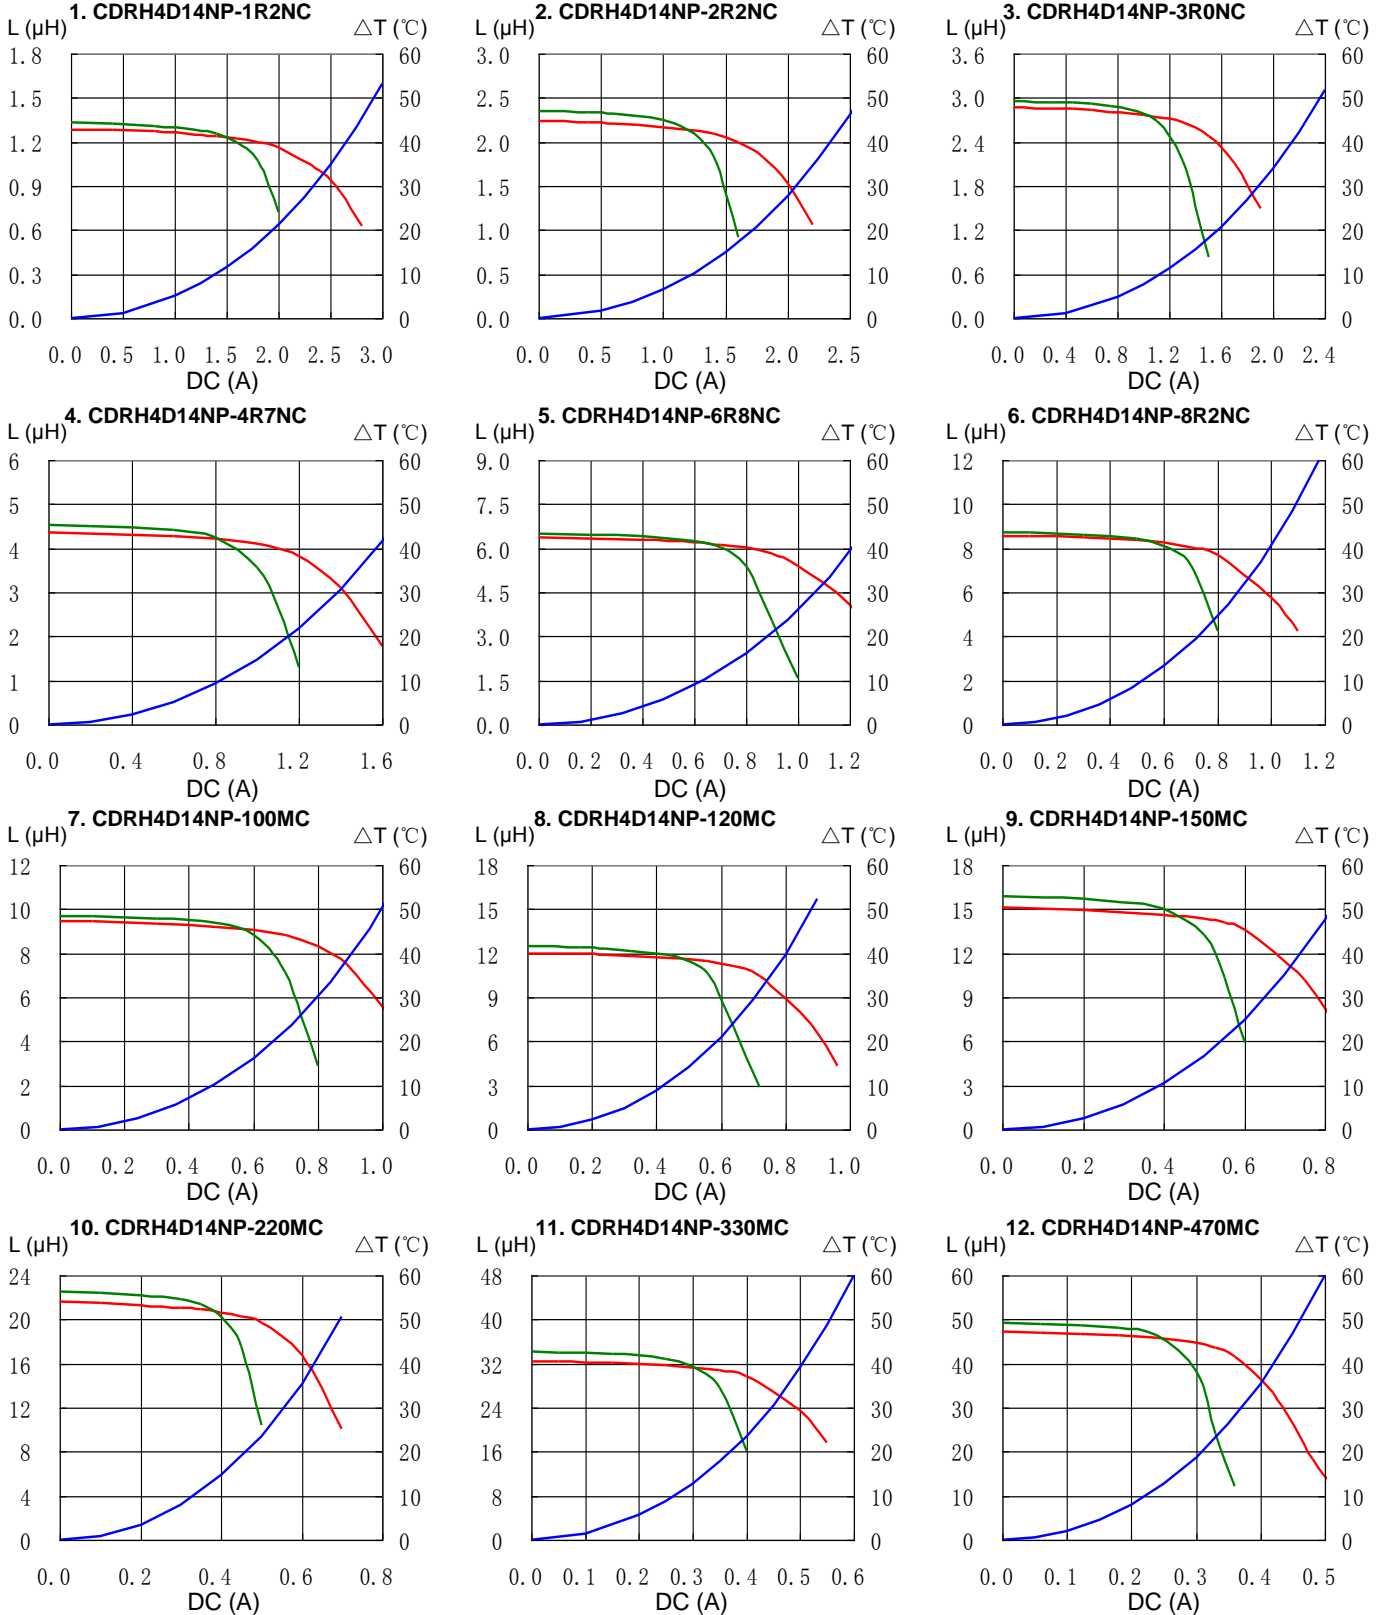 1. CDRH4D14NP-1R2NC
L (μH) △T (℃)
1.8 60
1.5 50
1.2 40
0.9 30
0.6 20
0.3 10
0.0 0
0.0 0.5 1.0 1.5 2.0 2.5 3.0
DC (A)
2. CDRH4D14NP-2R2NC
L (μH) △T (℃)
3.0 60
2.5 50
2.0 40
1.5 30
1.0 20
0.5 10
0.0 0
0.0 0.5 1.0 1.5 2.0 2.5
DC (A)
3. CDRH4D14NP-3R0NC
L (μH) △T (℃)
3.6 60
3.0 50
2.4 40
1.8 30
1.2 20
0.6 10
0.0 0
0.0 0.4 0.8 1.2 1.6 2.0 2.4
DC (A)
4. CDRH4D14NP-4R7NC
L (μH) △T (℃)
6 60
5 50
4 40
3 30
2 20
1 10
0 0
0.0 0.4 0.8 1.2 1.6
DC (A)
5. CDRH4D14NP-6R8NC
L (μH) △T (℃)
9.0 60
7.5 50
6.0 40
4.5 30
3.0 20
1.5 10
0.0 0
0.0 0.2 0.4 0.6 0.8 1.0 1.2
DC (A)
6. CDRH4D14NP-8R2NC
L (μH) △T (℃)
12 60
10 50
8 40
6 30
4 20
2 10
0 0
0.0 0.2 0.4 0.6 0.8 1.0 1.2
DC (A)
7. CDRH4D14NP-100MC
L (μH) △T (℃)
12 60
10 50
8 40
6 30
4 20
2 10
0 0
0.0 0.2 0.4 0.6 0.8 1.0
DC (A)
8. CDRH4D14NP-120MC
L (μH) △T (℃)
18 60
15 50
12 40
9 30
6 20
3 10
0 0
0.0 0.2 0.4 0.6 0.8 1.0
DC (A)
9. CDRH4D14NP-150MC
L (μH) △T (℃)
18 60
15 50
12 40
9 30
6 20
3 10
0 0
0.0 0.2 0.4 0.6 0.8
DC (A)
10. CDRH4D14NP-220MC
L (μH) △T (℃)
24 60
20 50
16 40
12 30
8 20
4 10
0 0
0.0 0.2 0.4 0.6 0.8
DC (A)
11. CDRH4D14NP-330MC
L (μH) △T (℃)
48 60
40 50
32 40
24 30
16 20
8 10
0 0
0.0 0.1 0.2 0.3 0.4 0.5 0.6
DC (A)
12. CDRH4D14NP-470MC
L (μH) △T (℃)
60 60
50 50
40 40
30 30
20 20
10 10
0 0
0.0 0.1 0.2 0.3 0.4 0.5
DC (A)